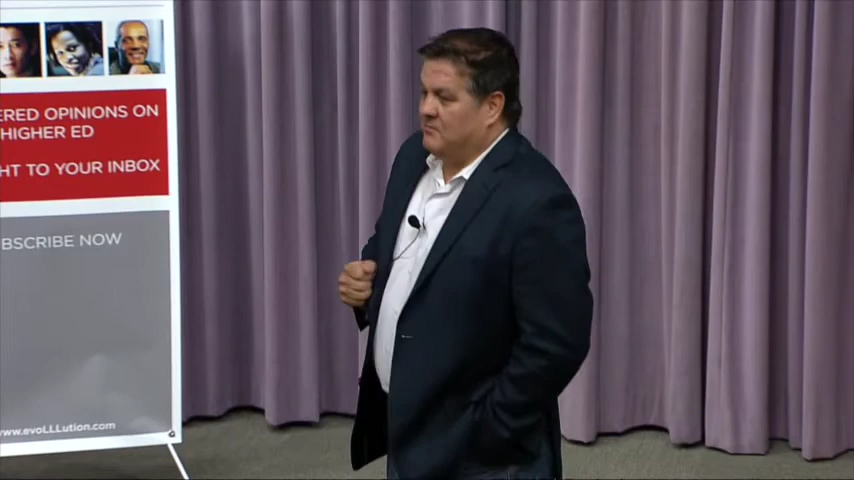 ERED OPINIONS ON
HIGHER ED
HT TO YOUR INBOX
BSCRIBE NOW
www.evoLLLution.com